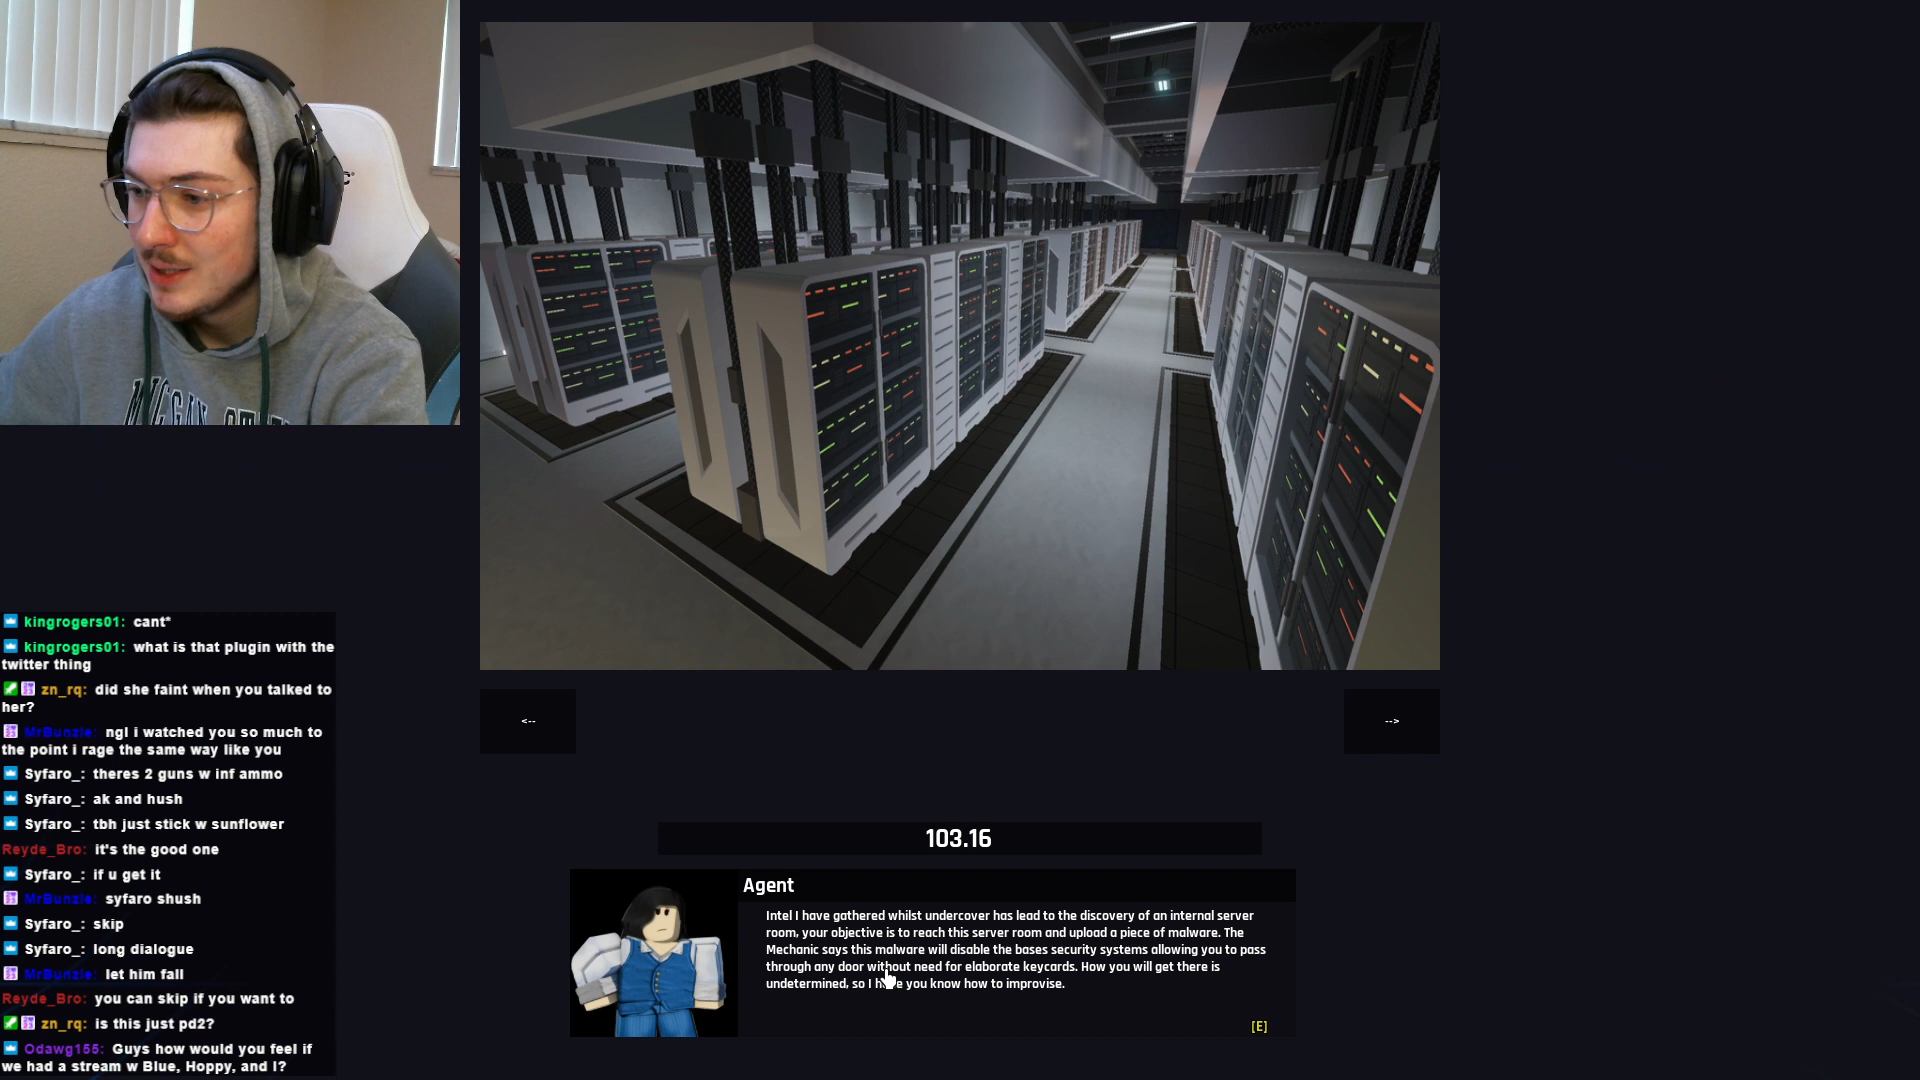 kingrogers01: cant*
kingrogers01: what is that plugin with the
twitter thing
zn_rq: did she faint when you talked to
her?
MrBunzie: ngl i watched you so much to
the point i rage the same way like you
Syfaro_: theres 2 guns w inf ammo
Syfaro_: ak and hush
Syfaro_: tbh just stick w sunflower
Reyde_Bro: it's the good one
Syfaro_: if u get it
MrBunzie: syfaro shush
Syfaro_: skip
Syfaro_: long dialogue
MrBunzie: let him fall
Reyde_Bro: you can skip if you want to
zn_rq: is this just pd2?
Odawg155: Guys how would you feel if
we had a stream w Blue, Hoppy, and I?
<--
-->
103.16
Agent
Intel I have gathered whilst undercover has lead to the discovery of an internal server
room, your objective is to reach this server room and upload a piece of malware. The
Mechanic says this malware will disable the bases security systems allowing you to pass
through any door without need for elaborate keycards. How you will get there is
undetermined, so I you know how to improvise.
[E]